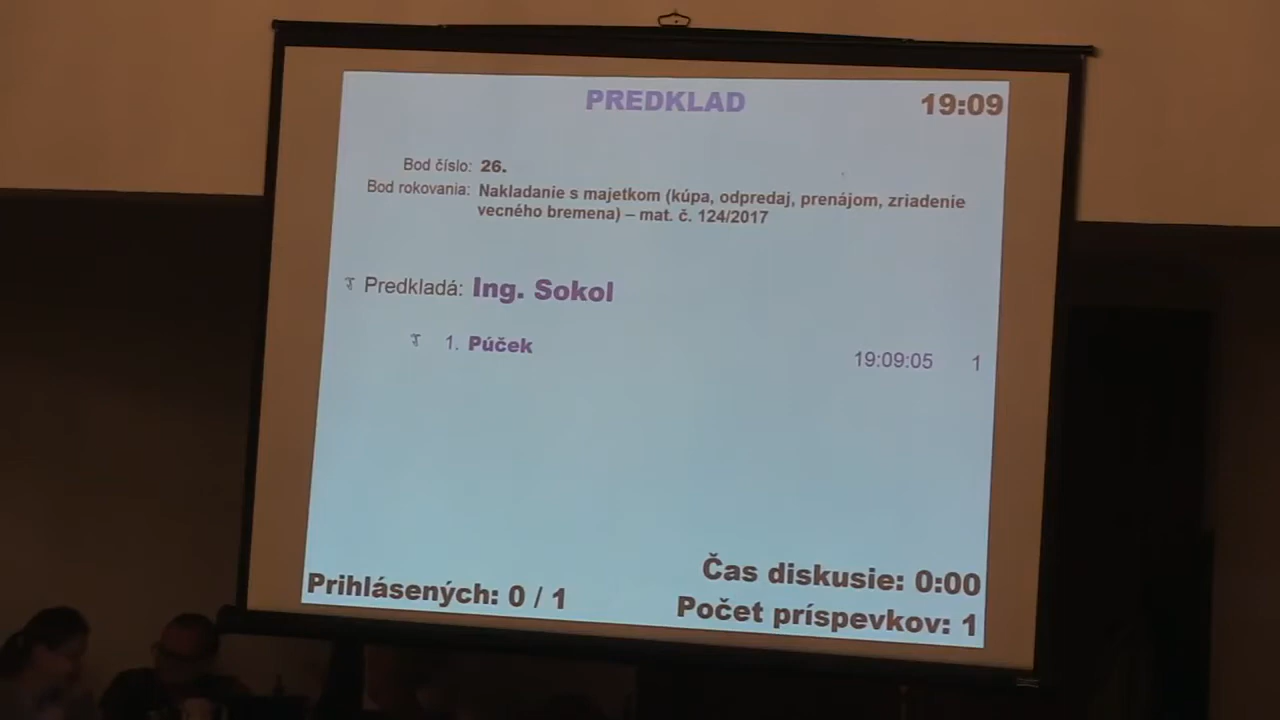 PREDKLAD
19:09
Bod číslo: 26.
Bod rokovania: Nakladanie s majetkom (kúpa, odpredaj, prenájom, zriadenie
vecného bremena) – mat. č. 124/2017
Predkladá: Ing. Sokol
1. Púček 19:09:05 1
Čas diskusie: 0:00
Prihlásených: 0 / 1
Počet príspevkov: 1